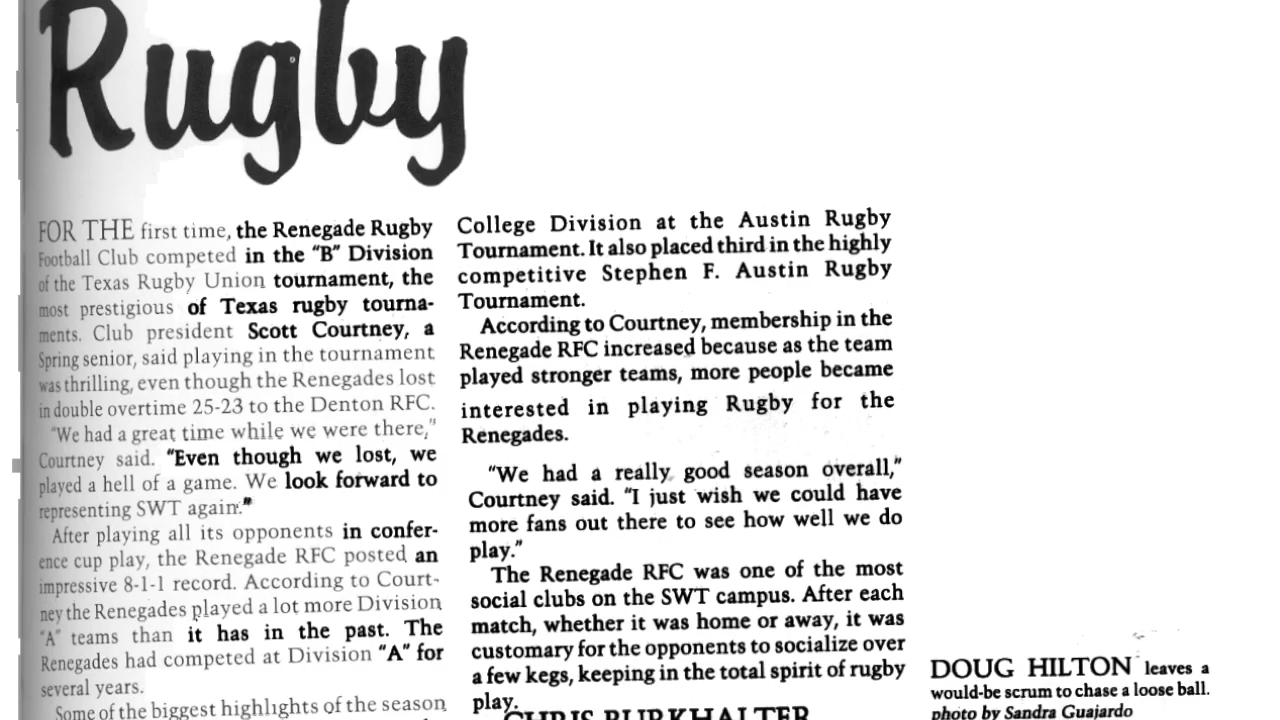 Rugby
FOR THE first time, the Renegade Rugby
Football Club competed in the "B" Division
of the Texas Rugby Union tournament, the
most prestigious of Texas rugby tourna-
ments. Club president Scott Courtney, a
Spring senior, said playing in the tournament
was thrilling, even though the Renegades lost
in double overtime 25-23 to the Denton RFC.
"We had a great time while we were there,"
Courtney said. "Even though we lost, we
played a hell of a game. We look forward to
representing SWT again."
After playing all its opponents in confer-
ence cup play, the Renegade RFC posted an
impressive 8-1-1 record. According to Court-
ney the Renegades played a lot more Division
"A" teams than it has in the past. The
Renegades had competed at Division "A" for
several years.
Some of the biggest highlights of the season
College Division at the Austin Rugby
Tournament. It also placed third in the highly
competitive Stephen F. Austin Rugby
Tournament.
According to Courtney, membership in the
Renegade RFC increased because as the team
played stronger teams, more people became
interested in playing Rugby for the
Renegades.
"We had a really good season overall,"
Courtney said. "I just wish we could have
more fans out there to see how well we do
play."
The Renegade RFC was one of the most
social clubs on the SWT campus. After each
match, whether it was home or away, it was
customary for the opponents to socialize over
a few kegs, keeping in the total spirit of rugby
play.
CHRIS BURKHALTER
DOUG HILTON leaves a
would-be scrum to chase a loose ball.
photo by Sandra Guajardo